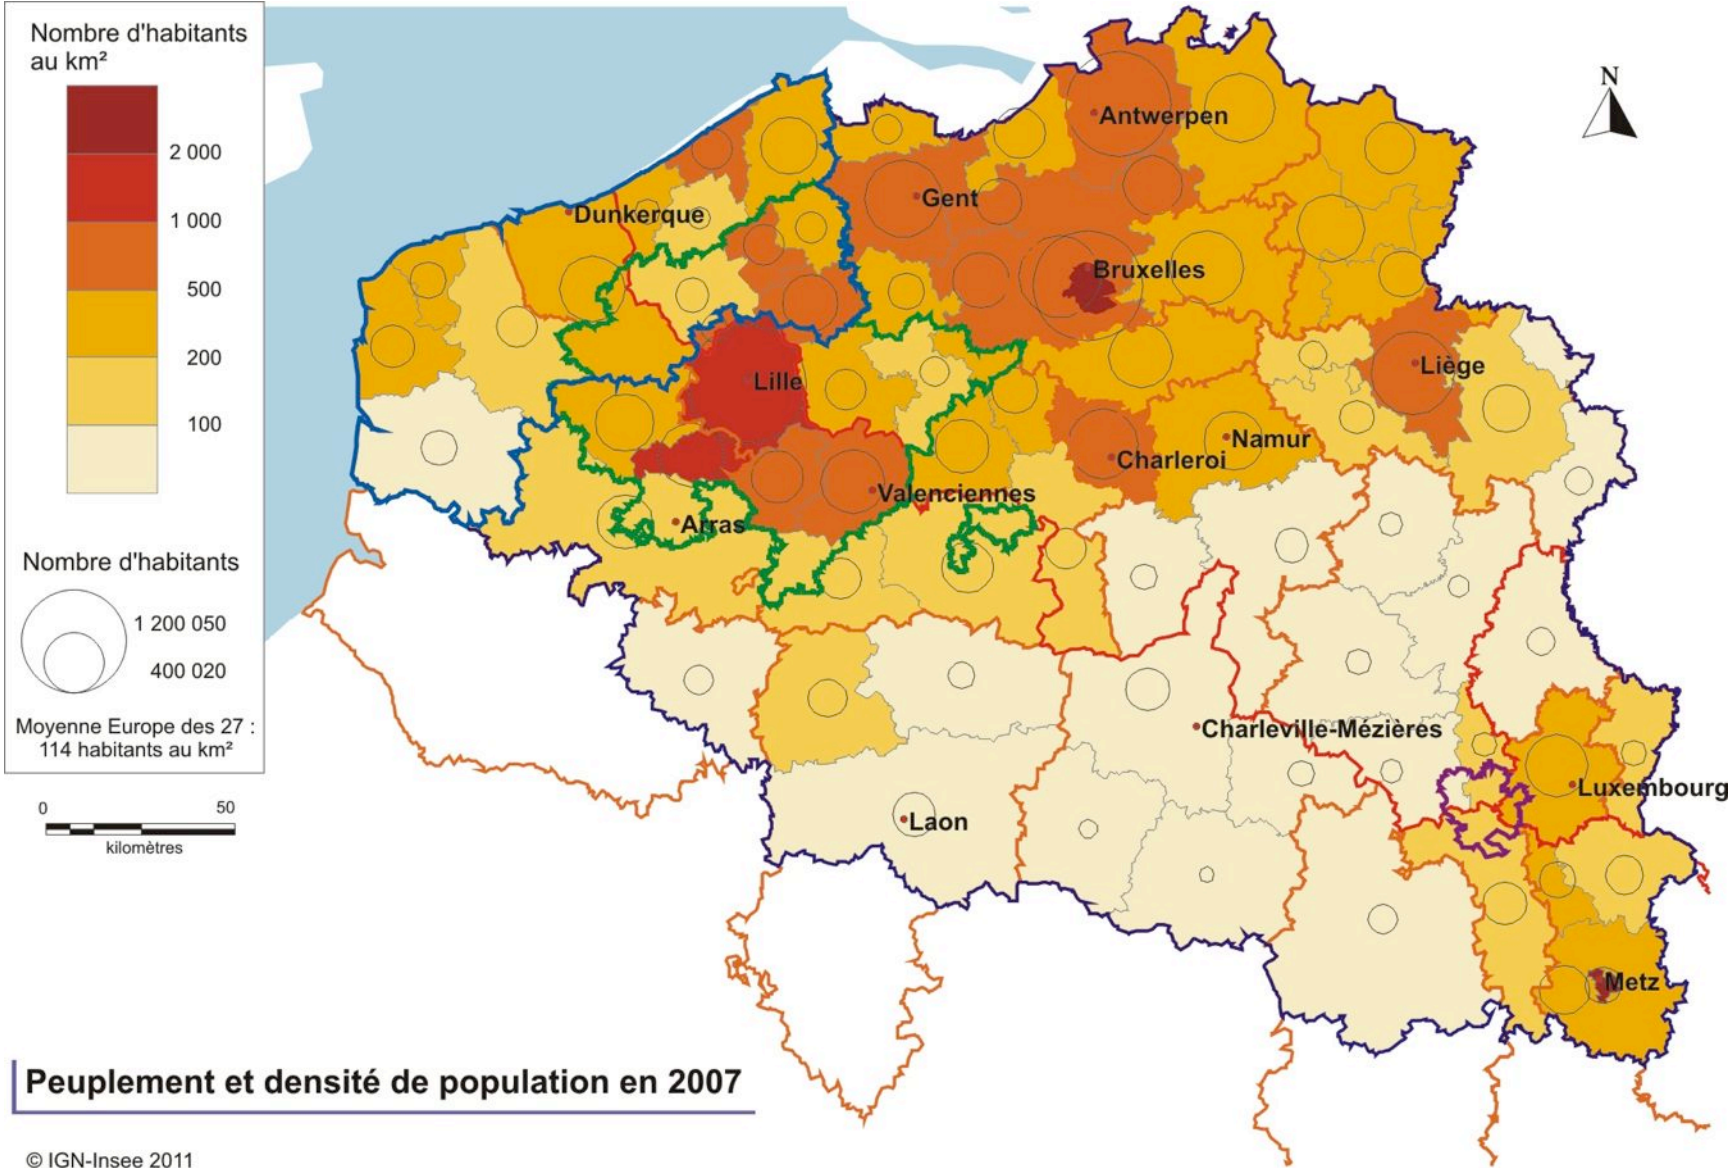 Nombre d'habitants
au km²
2 000
1 000
500
200
100
Nombre d'habitants
1 200 050
400 020
Moyenne Europe des 27 :
114 habitants au km²
0
50
kilomètres
N
Antwerpen
Gent
Dunkerque
Bruxelles
Lille
Liège
Namur
Charleroi
Valenciennes
Arras
Charleville-Mézières
Luxembourg
Laon
Metz
Peuplement et densité de population en 2007
© IGN-Insee 2011